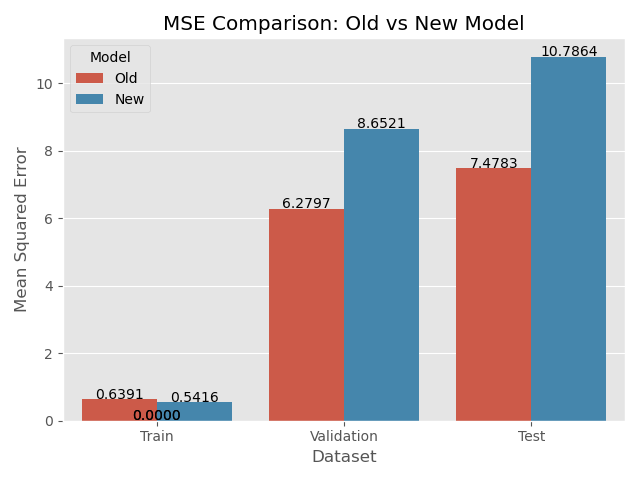 MSE Comparison: Old vs New Model
Model
Old
New
Mean Squared Error
10
8
6
4
2
0
0.6391
0.5416
0.0000
6.2797
8.6521
7.4783
10.7864
Train
Validation
Test
Dataset